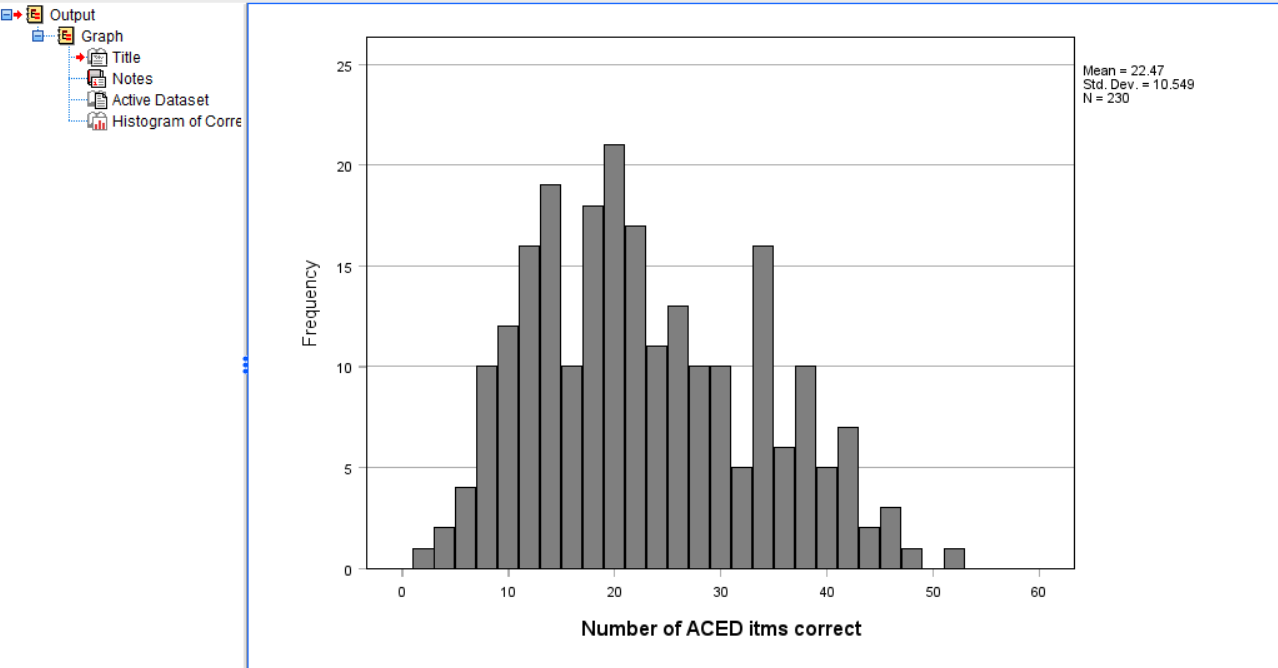 Output
Graph
Title
Notes
Active Dataset
Histogram of Corre
25
20
15
10
5
0
Frequency
0 10 20 30 40 50 60
Number of ACED itms correct
Mean = 22.47
Std. Dev. = 10.549
N = 230